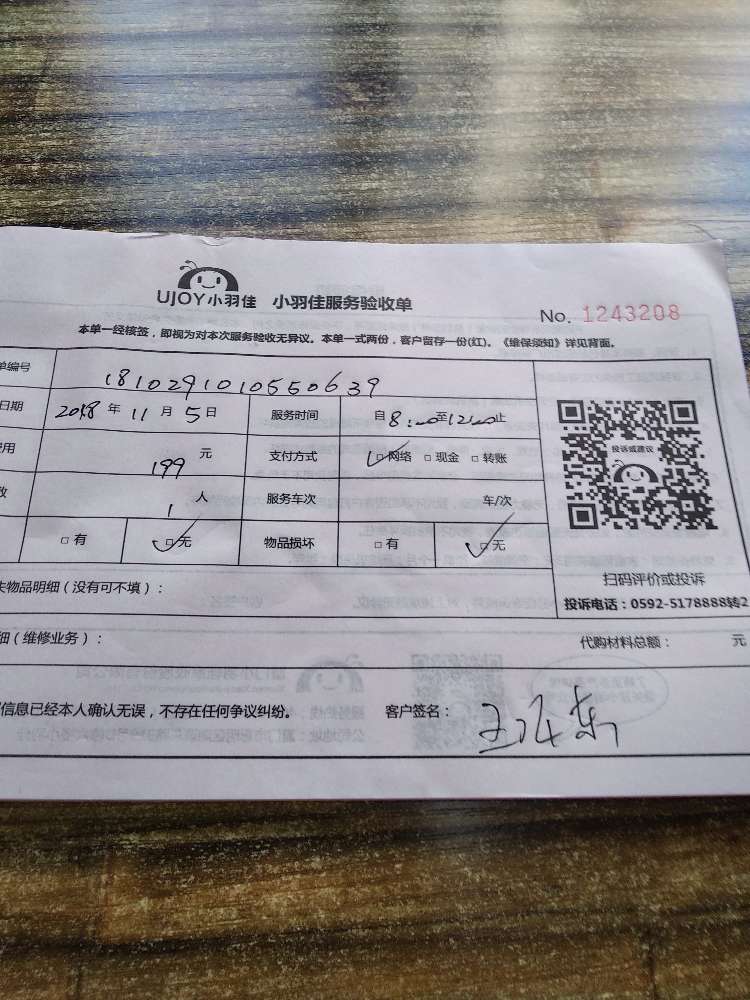 UJOY小羽佳 小羽佳服务验收单 No. 1243208
本单一经核签，即视为对本次服务验收无异议。本单一式两份，客户留存一份(红)。《维保须知》详见背面。
单编号 1810291010550639
日期 2018 年 11 月 5 日 服务时间 自 8:00 至 12:00 止
费用 199 元 支付方式 网络 现金 转账
数 1 人 服务车次 车/次
有 无 物品损坏 有 无
投诉或建议
扫码评价或投诉
投诉电话：0592-5178888转2
失物品明细（没有可不填）：
细（维修业务）： 代购材料总额： 元
信息已经本人确认无误，不存在任何争议纠纷。 客户签名：